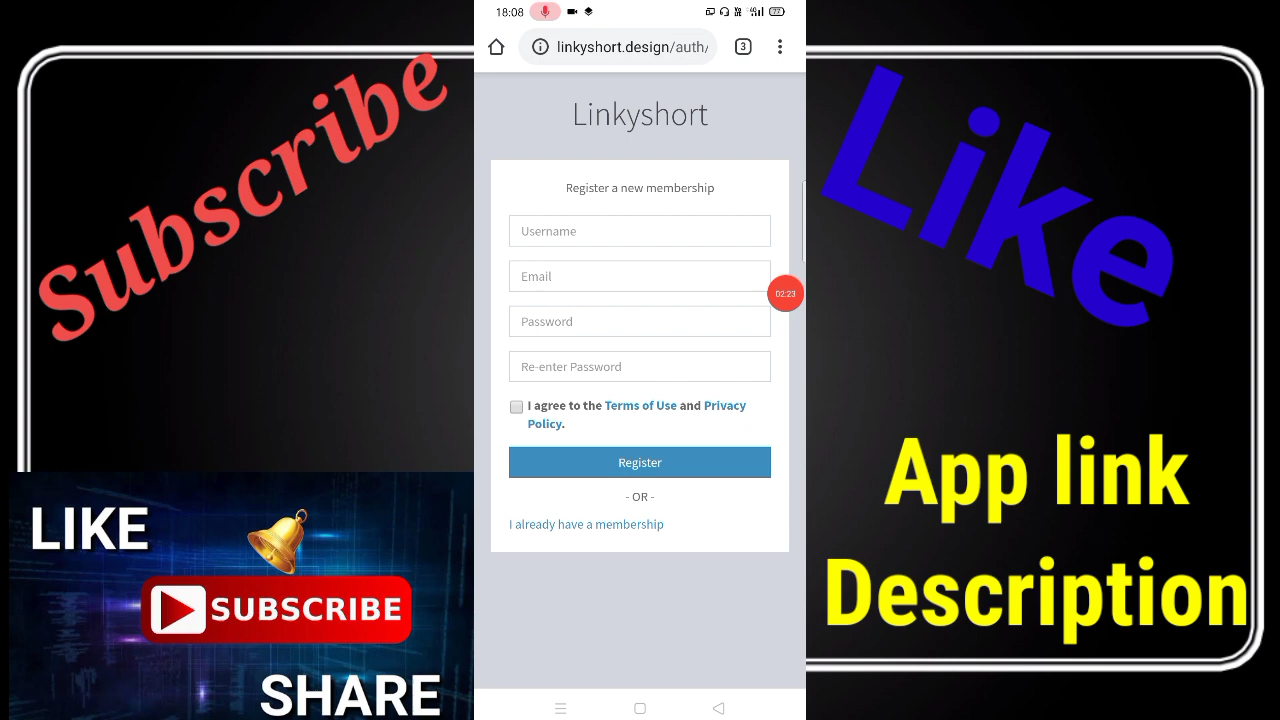 Subscribe
LIKE
SUBSCRIBE
SHARE
18:08
77
linkyshort.design/auth/
3
Linkyshort
Register a new membership
Username
Email
02:23
Password
Re-enter Password
I agree to the Terms of Use and Privacy
Policy.
Register
- OR -
I already have a membership
Like
App link
Description